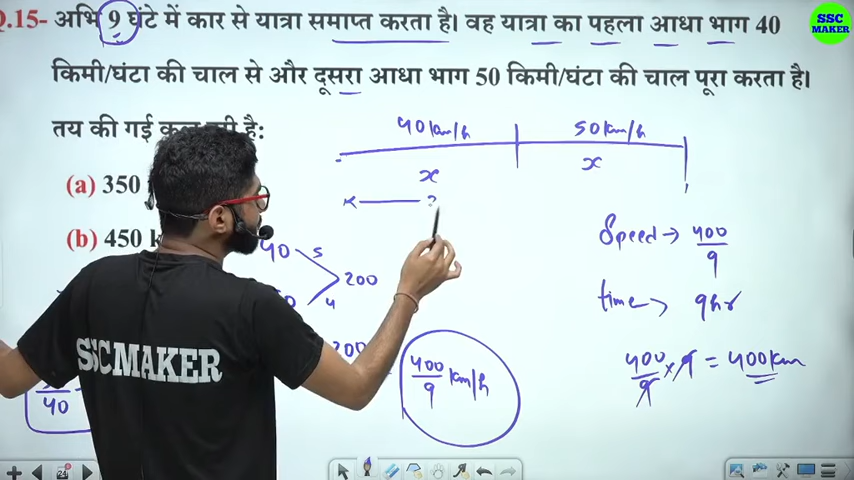 Q.15- अभि 9 घंटे में कार से यात्रा समाप्त करता है। वह यात्रा का पहला आधा भाग 40
किमी/घंटा की चाल से और दूसरा आधा भाग 50 किमी/घंटा की चाल पूरा करता है।
तय की गई
है:
(a) 350
(b) 450
SSC
MAKER
40km/h
50km/h
x
x
40
5
200
4
200
40
400/9 km/h
Speed → 400/9
time → 9hr
400/9 × 9 = 400km
SSCMAKER
24